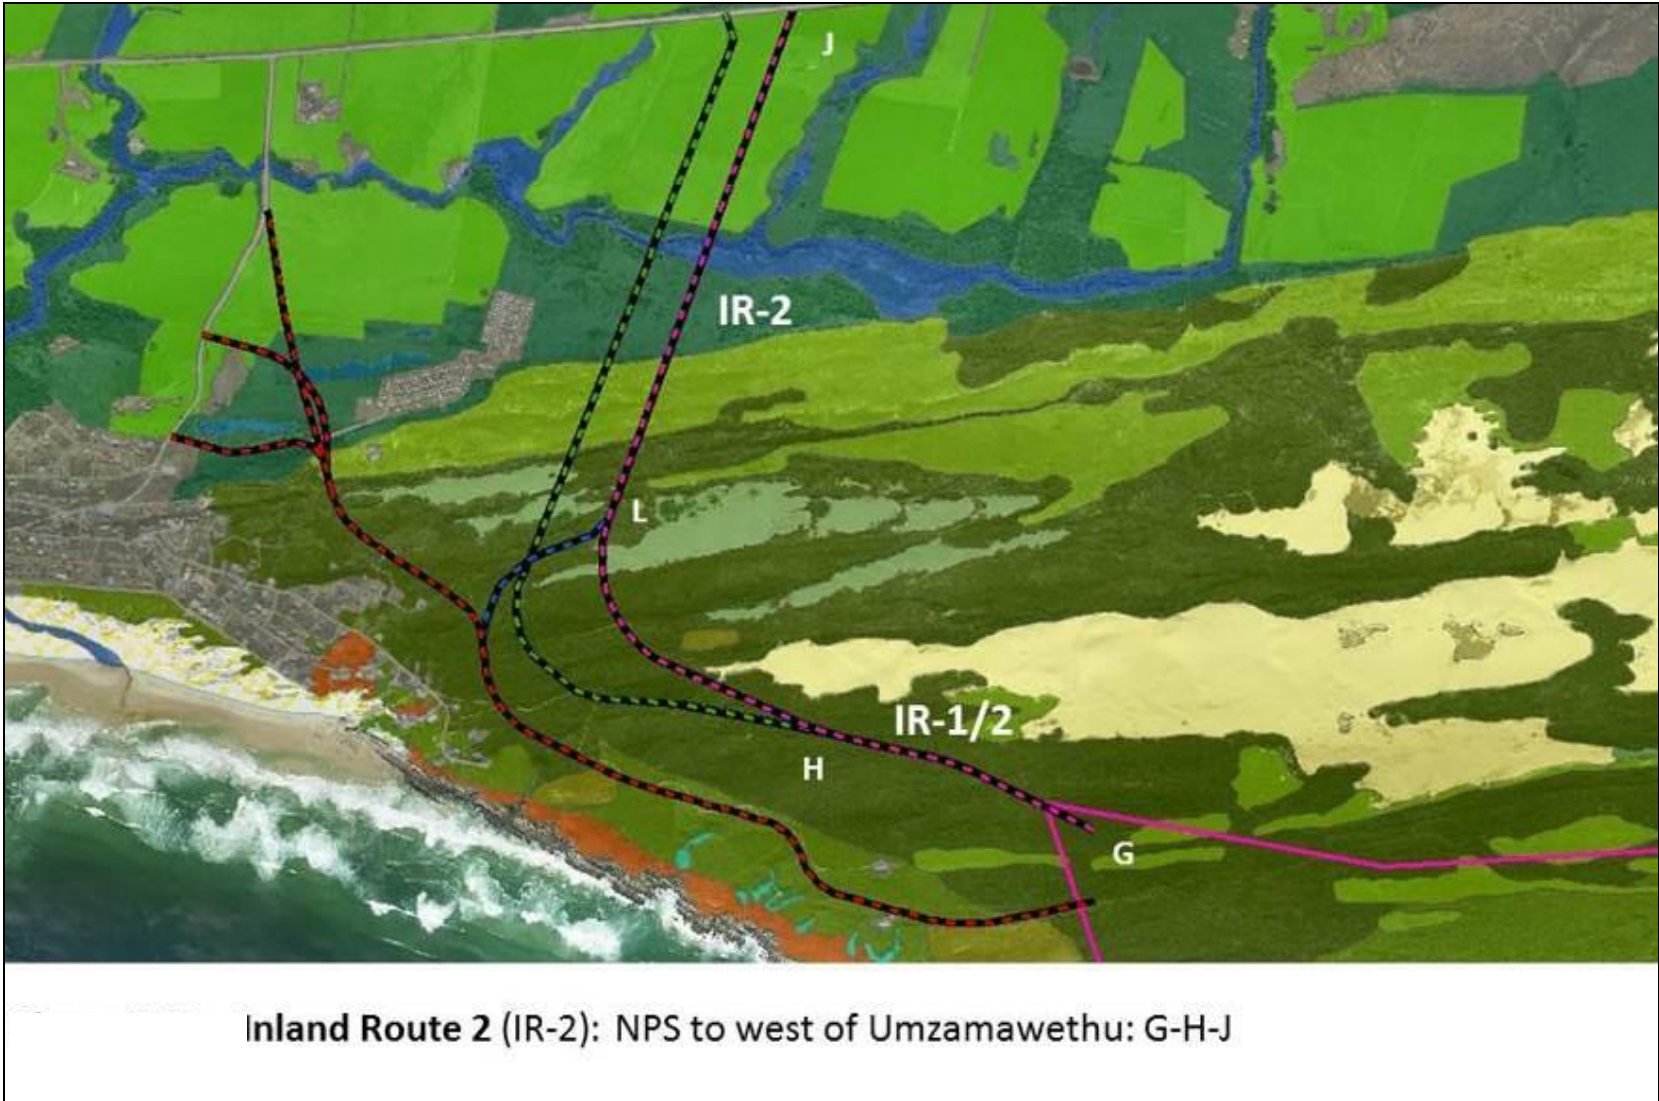 J
IR-2
L
IR-1/2
H
G
Inland Route 2 (IR-2): NPS to west of Umzamawethu: G-H-J